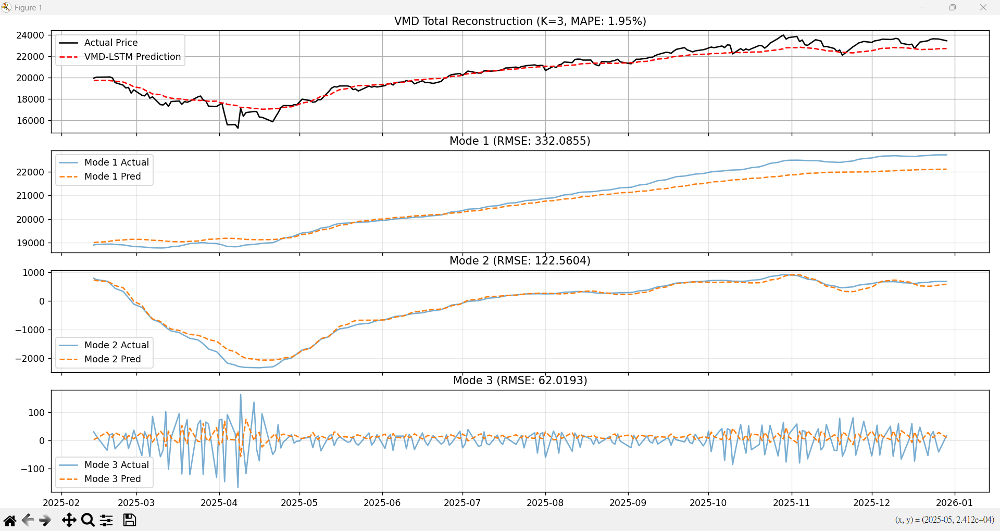 Figure 1
VMD Total Reconstruction (K=3, MAPE: 1.95%)
24000
22000
20000
18000
16000
Actual Price
VMD-LSTM Prediction
Mode 1 (RMSE: 332.0855)
22000
21000
20000
19000
Mode 1 Actual
Mode 1 Pred
Mode 2 (RMSE: 122.5604)
1000
0
−1000
−2000
Mode 2 Actual
Mode 2 Pred
Mode 3 (RMSE: 62.0193)
100
0
−100
Mode 3 Actual
Mode 3 Pred
2025-02 2025-03 2025-04 2025-05 2025-06 2025-07 2025-08 2025-09 2025-10 2025-11 2025-12 2026-01
(x, y) = (2025-05, 2.412e+04)